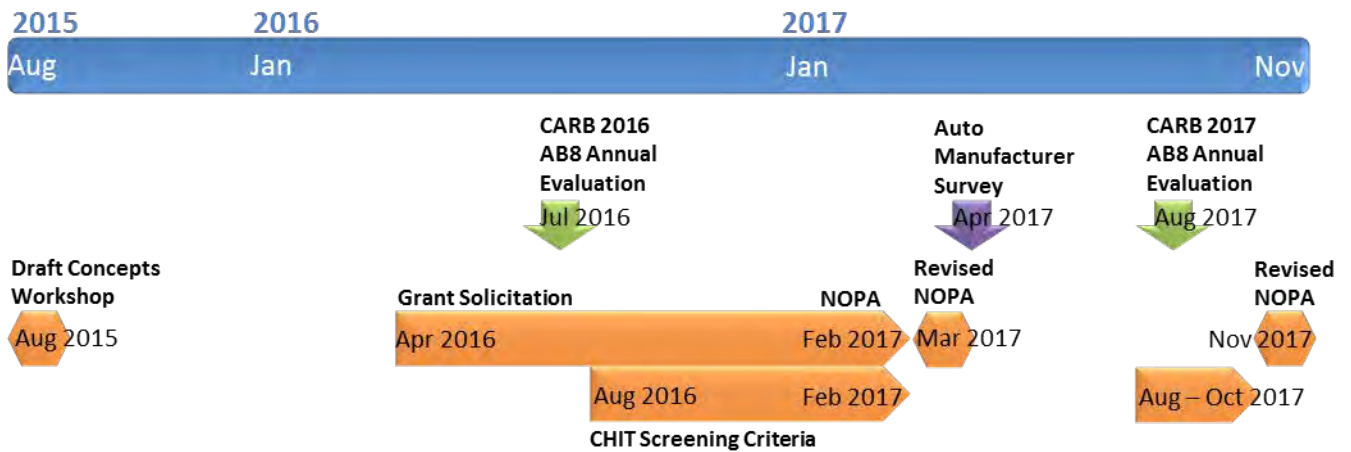 2015 2016 2017
Aug Jan Jan Nov
CARB 2016
AB8 Annual
Evaluation
Jul 2016
Auto
Manufacturer
Survey
Apr 2017
CARB 2017
AB8 Annual
Evaluation
Aug 2017
Draft Concepts
Workshop
Aug 2015
Grant Solicitation NOPA
Apr 2016 Feb 2017
Revised
NOPA
Mar 2017
Revised
NOPA
Nov 2017
Aug 2016 Feb 2017
CHIT Screening Criteria
Aug – Oct 2017